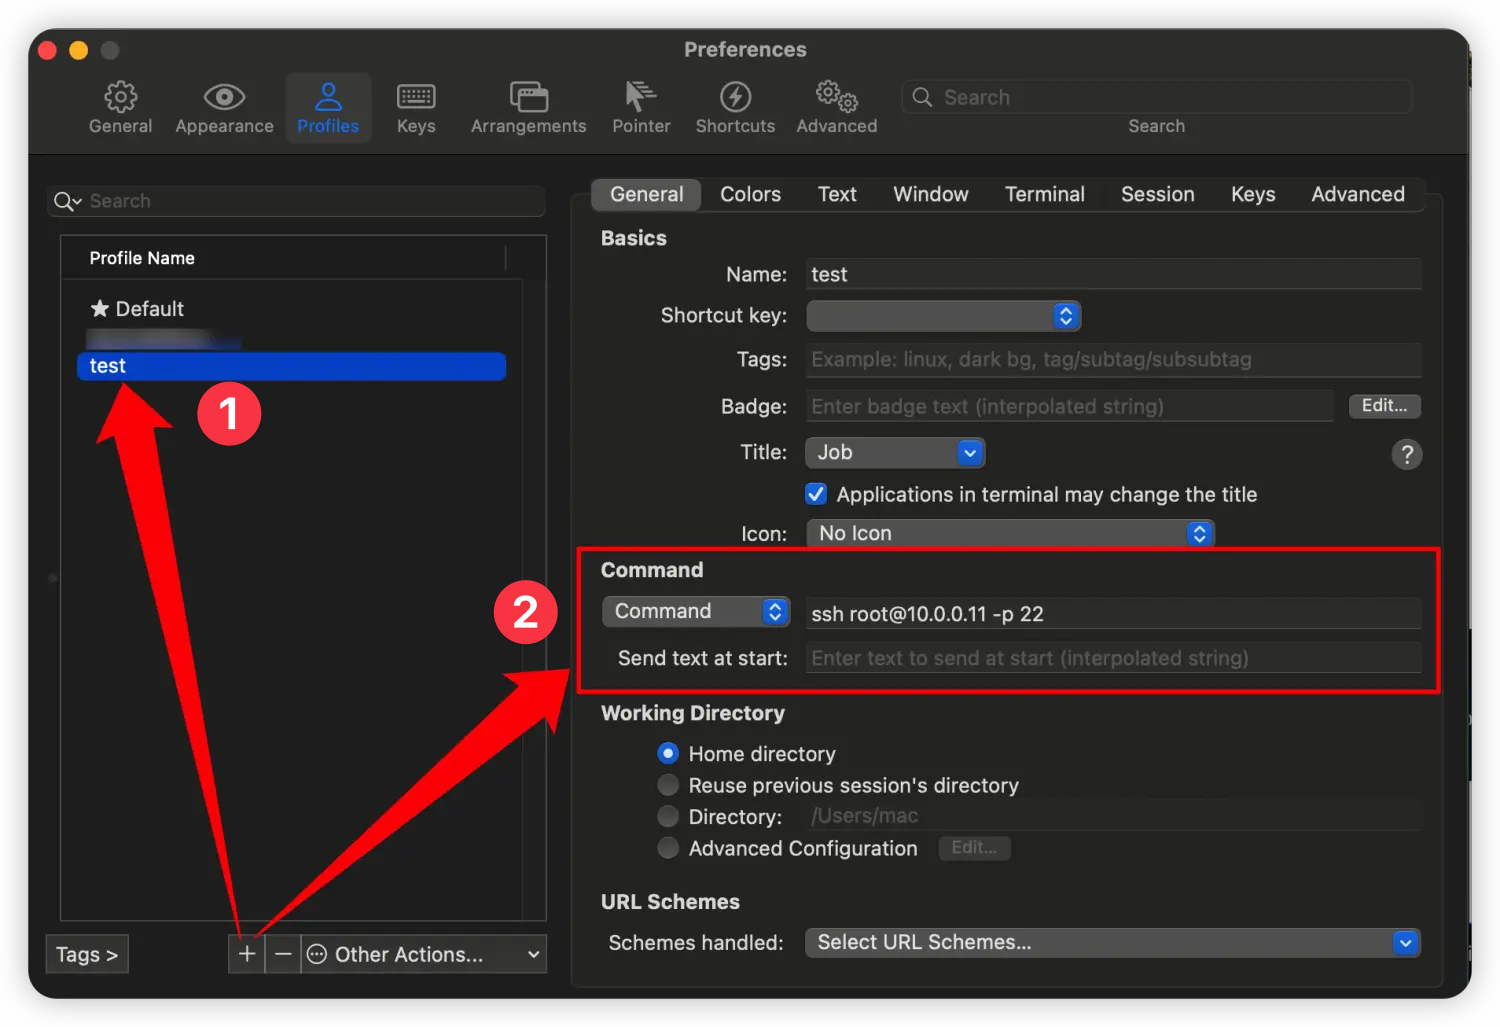 Preferences
General
Appearance
Profiles
Keys
Arrangements
Pointer
Shortcuts
Advanced
Search
Search
Search
Profile Name
★ Default
test
1
Tags >
+
−
Other Actions...
General
Colors
Text
Window
Terminal
Session
Keys
Advanced
Basics
Name: test
Shortcut key:
Tags: Example: linux, dark bg, tag/subtag/subsubtag
Badge: Enter badge text (interpolated string) Edit...
Title: Job ?
Applications in terminal may change the title
Icon: No Icon
2
Command
Command ssh root@10.0.0.11 -p 22
Send text at start: Enter text to send at start (interpolated string)
Working Directory
Home directory
Reuse previous session's directory
Directory: /Users/mac
Advanced Configuration Edit...
URL Schemes
Schemes handled: Select URL Schemes...